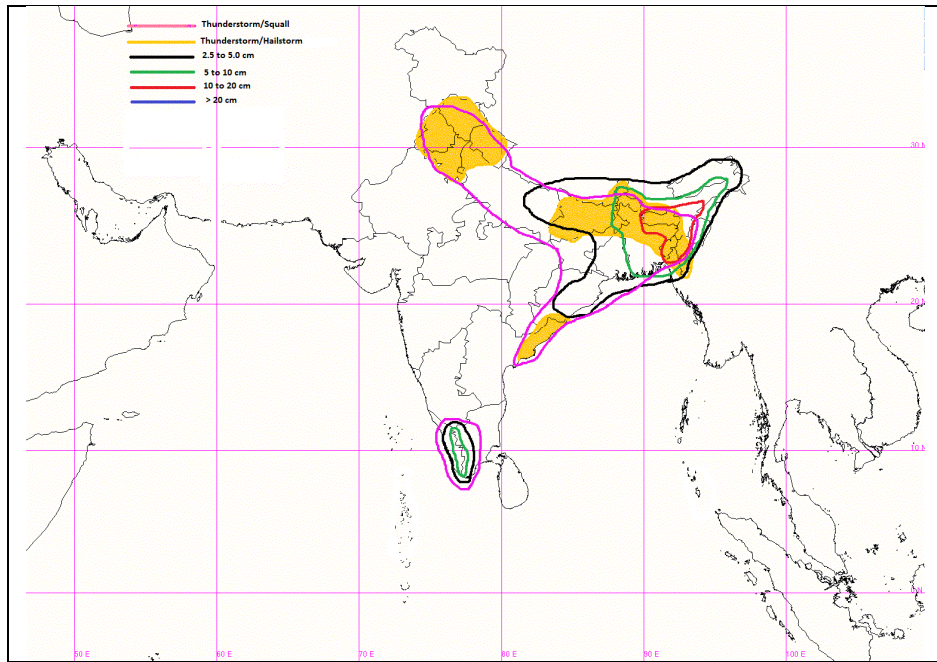 Thunderstorm/Squall
Thunderstorm/Hailstorm
2.5 to 5.0 cm
5 to 10 cm
10 to 20 cm
> 20 cm
30 N
20 N
10 N
50 E
60 E
70 E
80 E
90 E
100 E